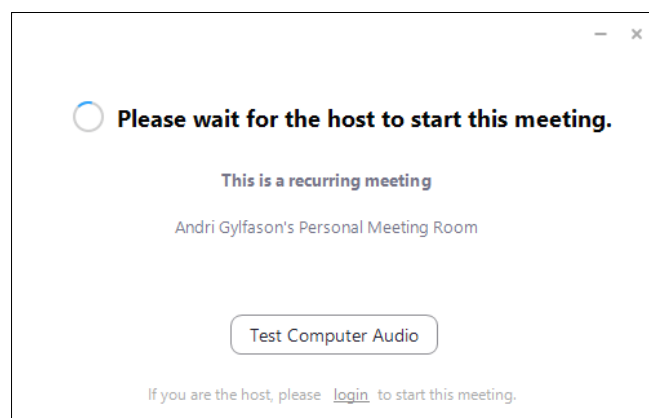 Please wait for the host to start this meeting.
This is a recurring meeting
Andri Gylfason's Personal Meeting Room
Test Computer Audio
If you are the host, please login to start this meeting.